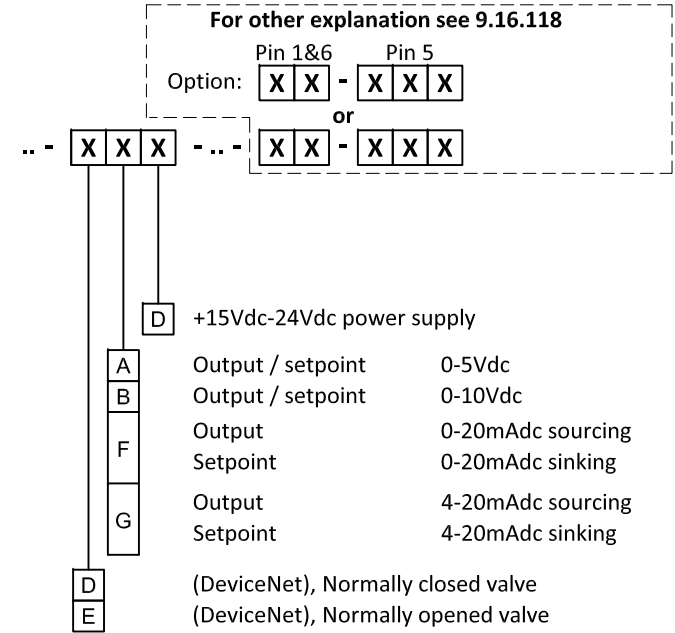 For other explanation see 9.16.118
Pin 1&6 Pin 5
Option: X X - X X X
or
.. - X X X - .. - X X - X X X
D +15Vdc-24Vdc power supply
A Output / setpoint 0-5Vdc
B Output / setpoint 0-10Vdc
F Output 0-20mAdc sourcing
Setpoint 0-20mAdc sinking
G Output 4-20mAdc sourcing
Setpoint 4-20mAdc sinking
D (DeviceNet), Normally closed valve
E (DeviceNet), Normally opened valve